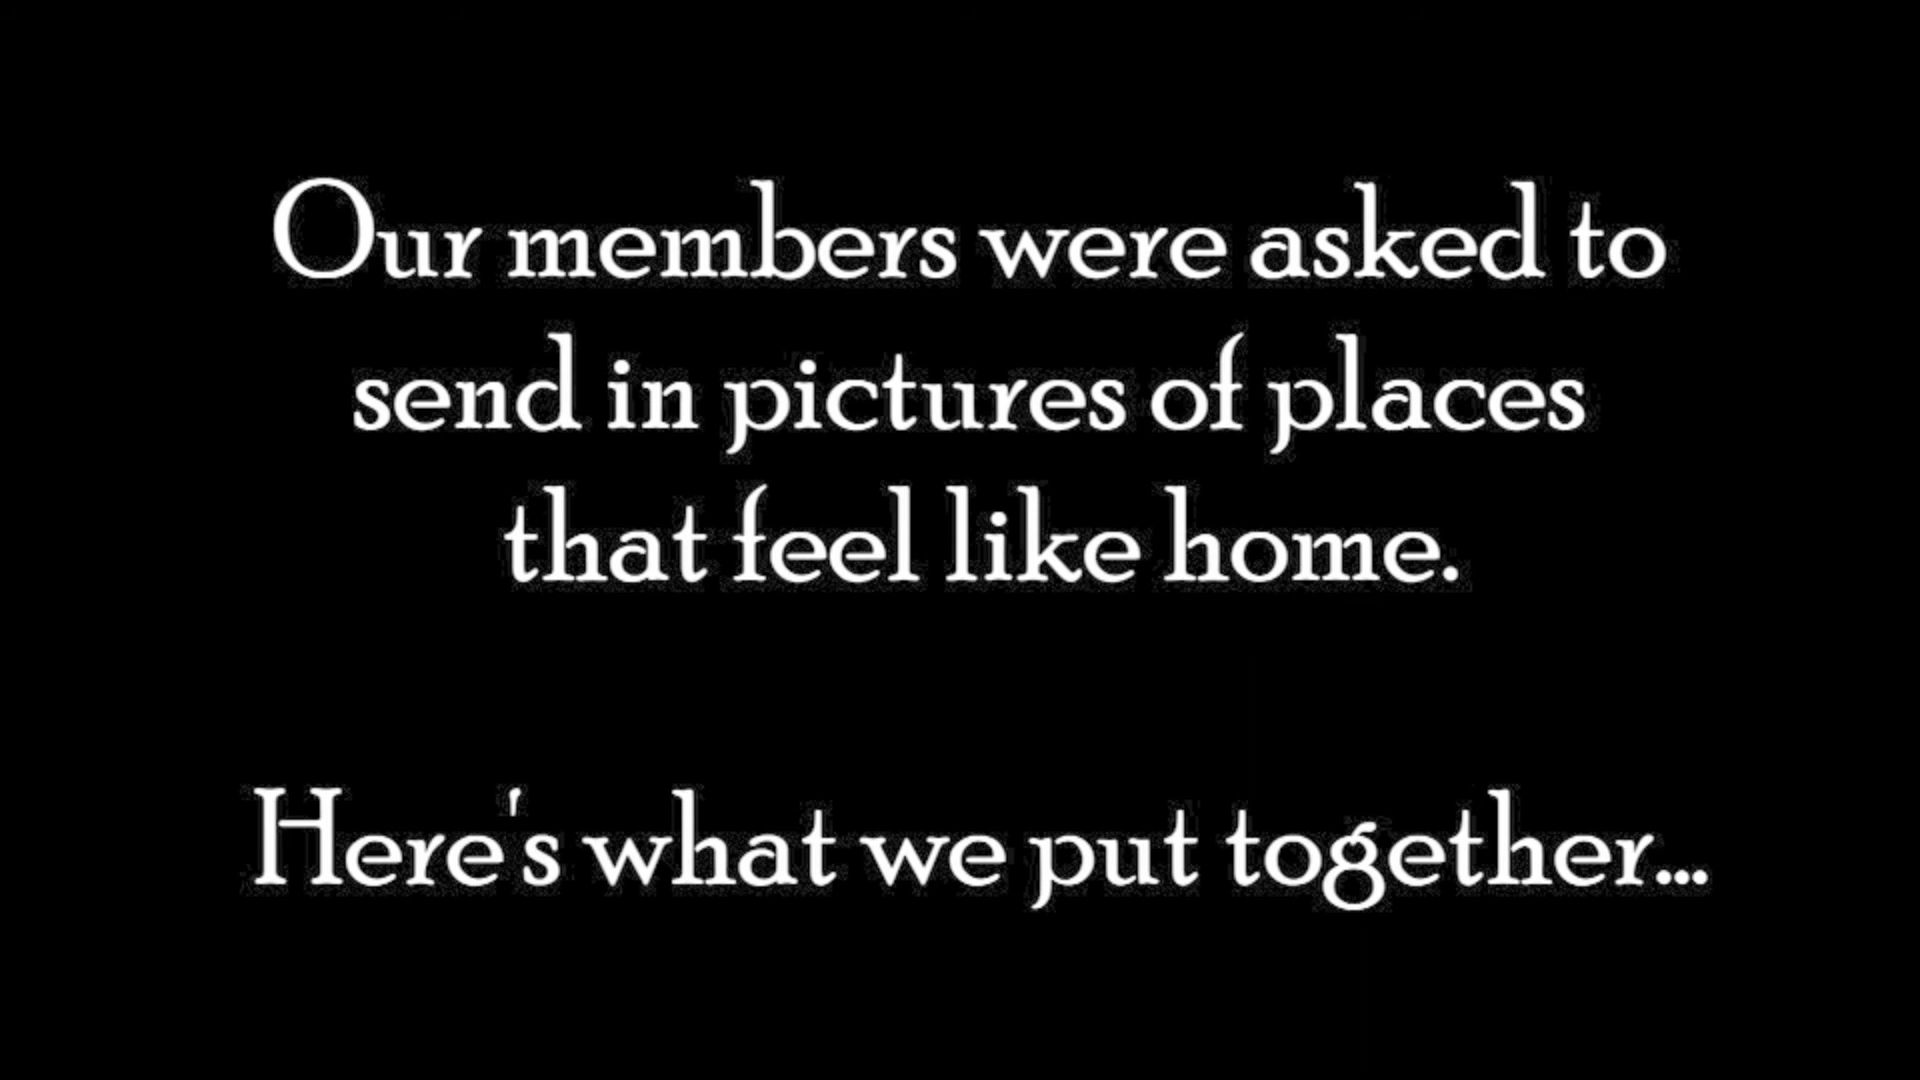 Our members were asked to
send in pictures of places
that feel like home.
Here's what we put together...